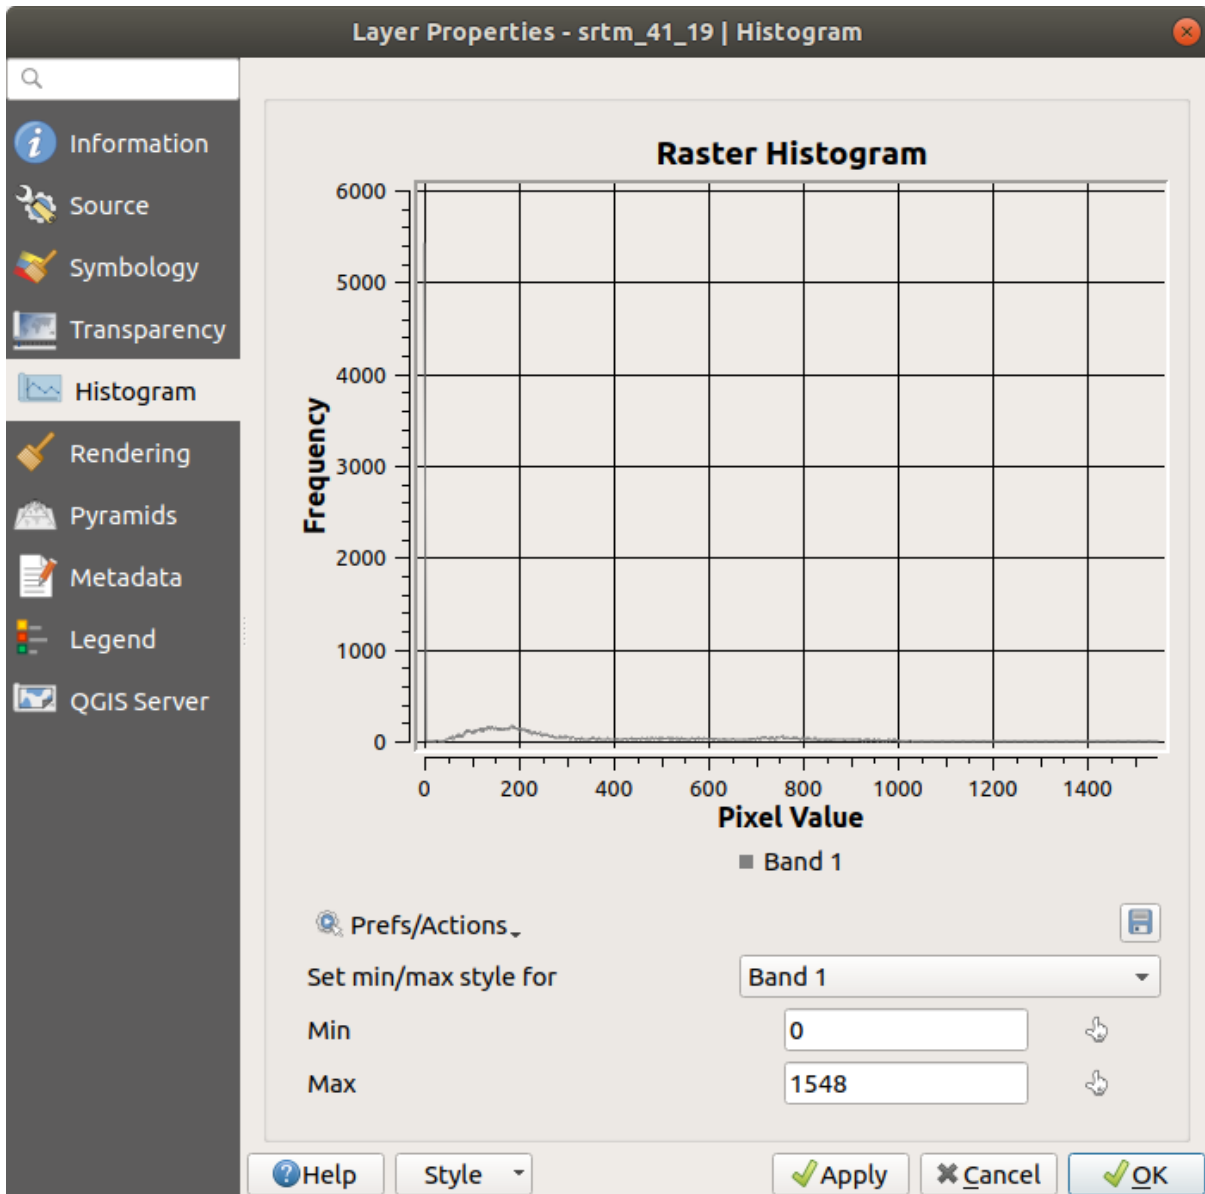 Layer Properties - srtm_41_19 | Histogram
Information
Source
Symbology
Transparency
Histogram
Rendering
Pyramids
Metadata
Legend
QGIS Server
Raster Histogram
6000
5000
4000
3000
2000
1000
0
Frequency
0 200 400 600 800 1000 1200 1400
Pixel Value
Band 1
Prefs/Actions
Set min/max style for Band 1
Min 0
Max 1548
Help Style Apply Cancel OK